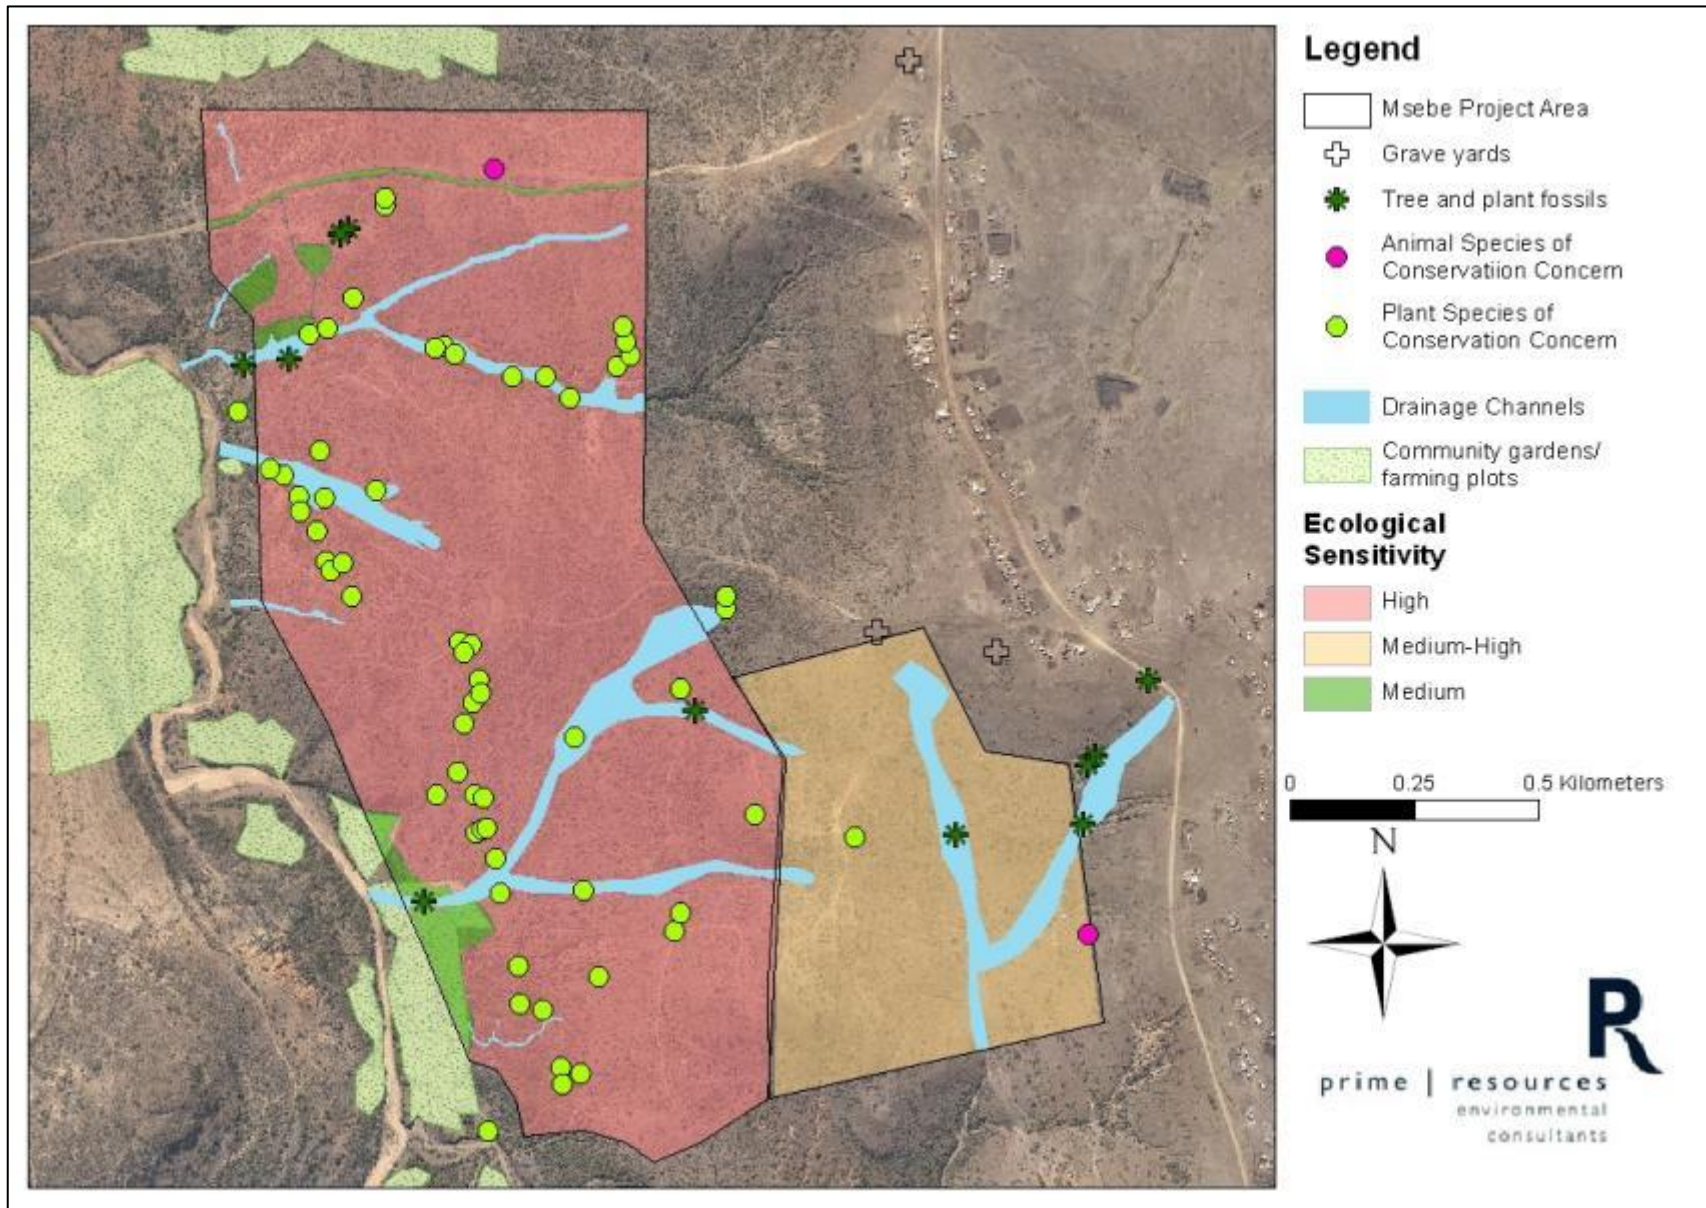 Legend
Msebe Project Area
Grave yards
Tree and plant fossils
Animal Species of
Conservatiion Concern
Plant Species of
Conservation Concern
Drainage Channels
Community gardens/
farming plots
Ecological
Sensitivity
High
Medium-High
Medium
0 0.25 0.5 Kilometers
N
R
prime | resources
environmental
consultants